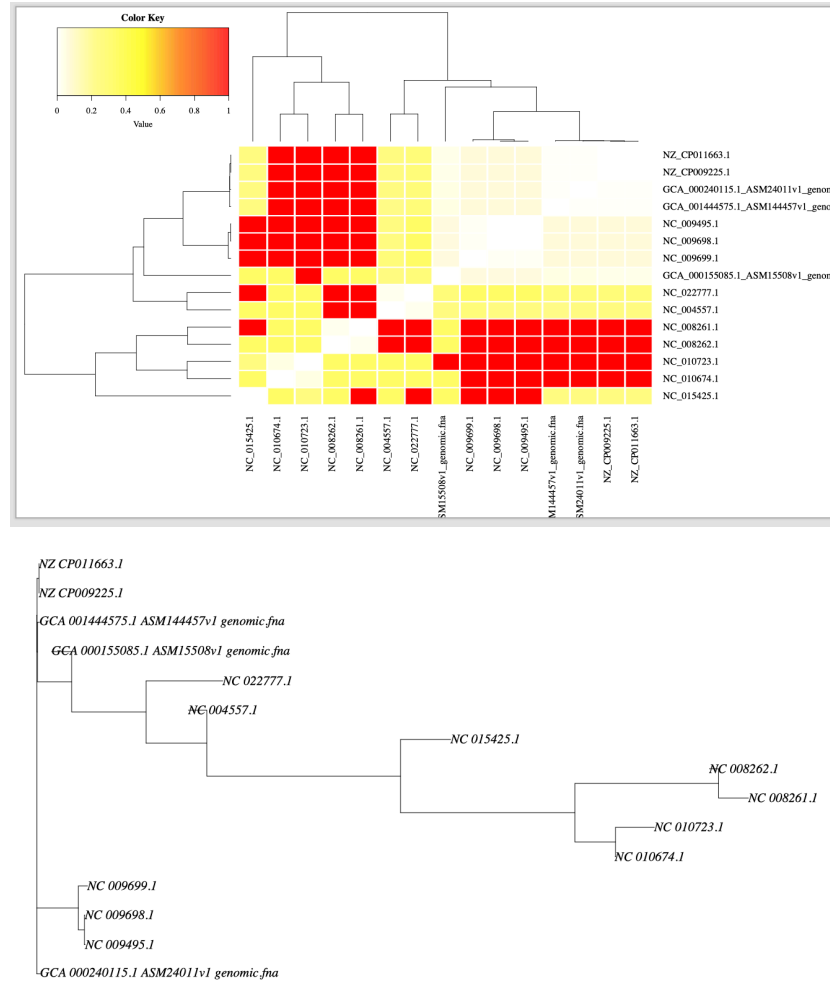 Color Key
0 0.2 0.4 0.6 0.8 1
Value
NZ_CP011663.1
NZ_CP009225.1
GCA_000240115.1_ASM24011v1_genom
GCA_001444575.1_ASM144457v1_geno
NC_009495.1
NC_009698.1
NC_009699.1
GCA_000155085.1_ASM15508v1_genom
NC_022777.1
NC_004557.1
NC_008261.1
NC_008262.1
NC_010723.1
NC_010674.1
NC_015425.1
NC_015425.1
NC_010674.1
NC_010723.1
NC_008262.1
NC_008261.1
NC_004557.1
NC_022777.1
SM15508v1_genomic.fna
NC_009699.1
NC_009698.1
NC_009495.1
M144457v1_genomic.fna
SM24011v1_genomic.fna
NZ_CP009225.1
NZ_CP011663.1
NZ CP011663.1
NZ CP009225.1
GCA 001444575.1 ASM144457v1 genomic.fna
GCA 000155085.1 ASM15508v1 genomic.fna
NC 022777.1
NC 004557.1
NC 015425.1
NC 008262.1
NC 008261.1
NC 010723.1
NC 010674.1
NC 009699.1
NC 009698.1
NC 009495.1
GCA 000240115.1 ASM24011v1 genomic.fna